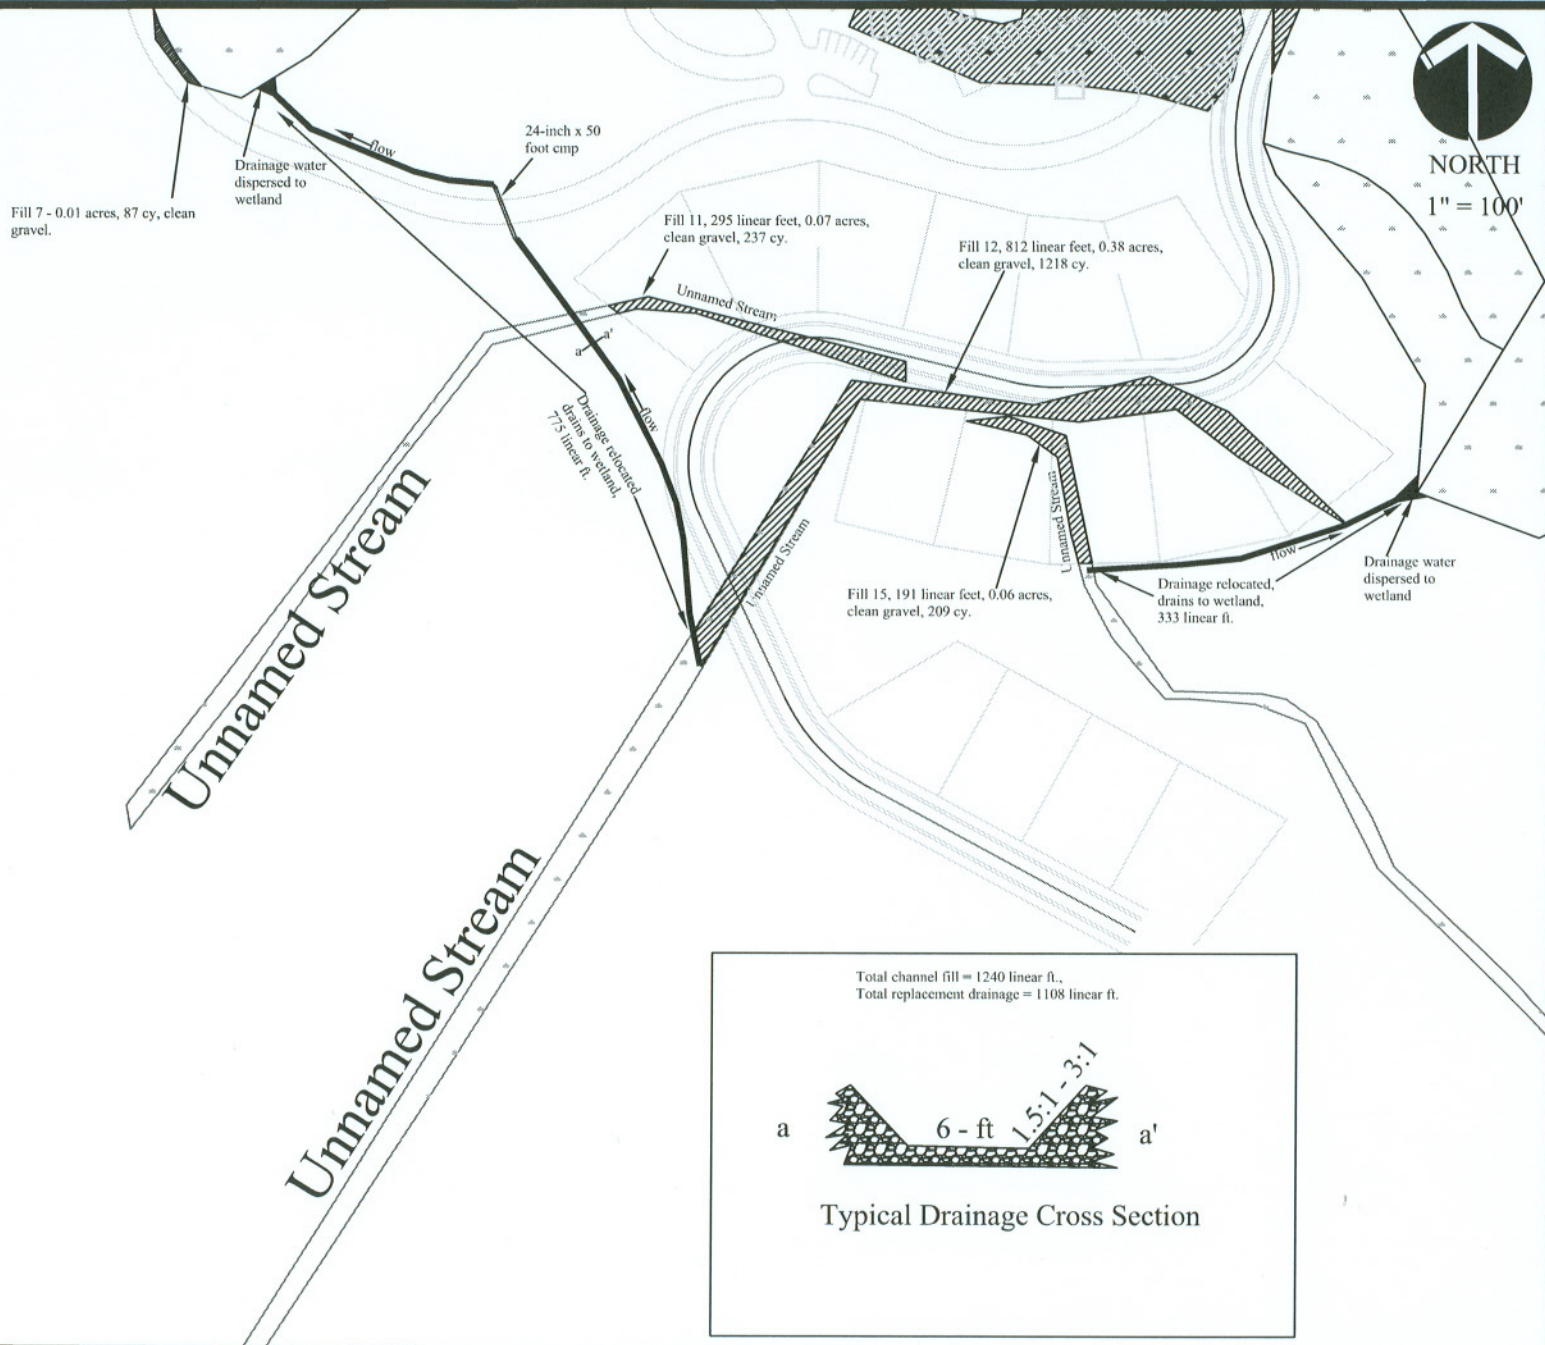 NORTH
1" = 100'
24-inch x 50
foot cmp
flow
Drainage water
dispersed to
wetland
Fill 7 - 0.01 acres, 87 cy, clean
gravel.
Fill 11, 295 linear feet, 0.07 acres,
clean gravel, 237 cy.
Fill 12, 812 linear feet, 0.38 acres,
clean gravel, 1218 cy.
Unnamed Stream
a a'
flow
Drainage relocated
drains to wetland,
775 linear ft.
Unnamed Stream
Unnamed Stream
Unnamed Stream
Fill 15, 191 linear feet, 0.06 acres,
clean gravel, 209 cy.
flow
Drainage relocated,
drains to wetland,
333 linear ft.
Drainage water
dispersed to
wetland
Unnamed Stream
Total channel fill = 1240 linear ft.,
Total replacement drainage = 1108 linear ft.
a
6 - ft
1.5:1 - 3:1
a'
Typical Drainage Cross Section